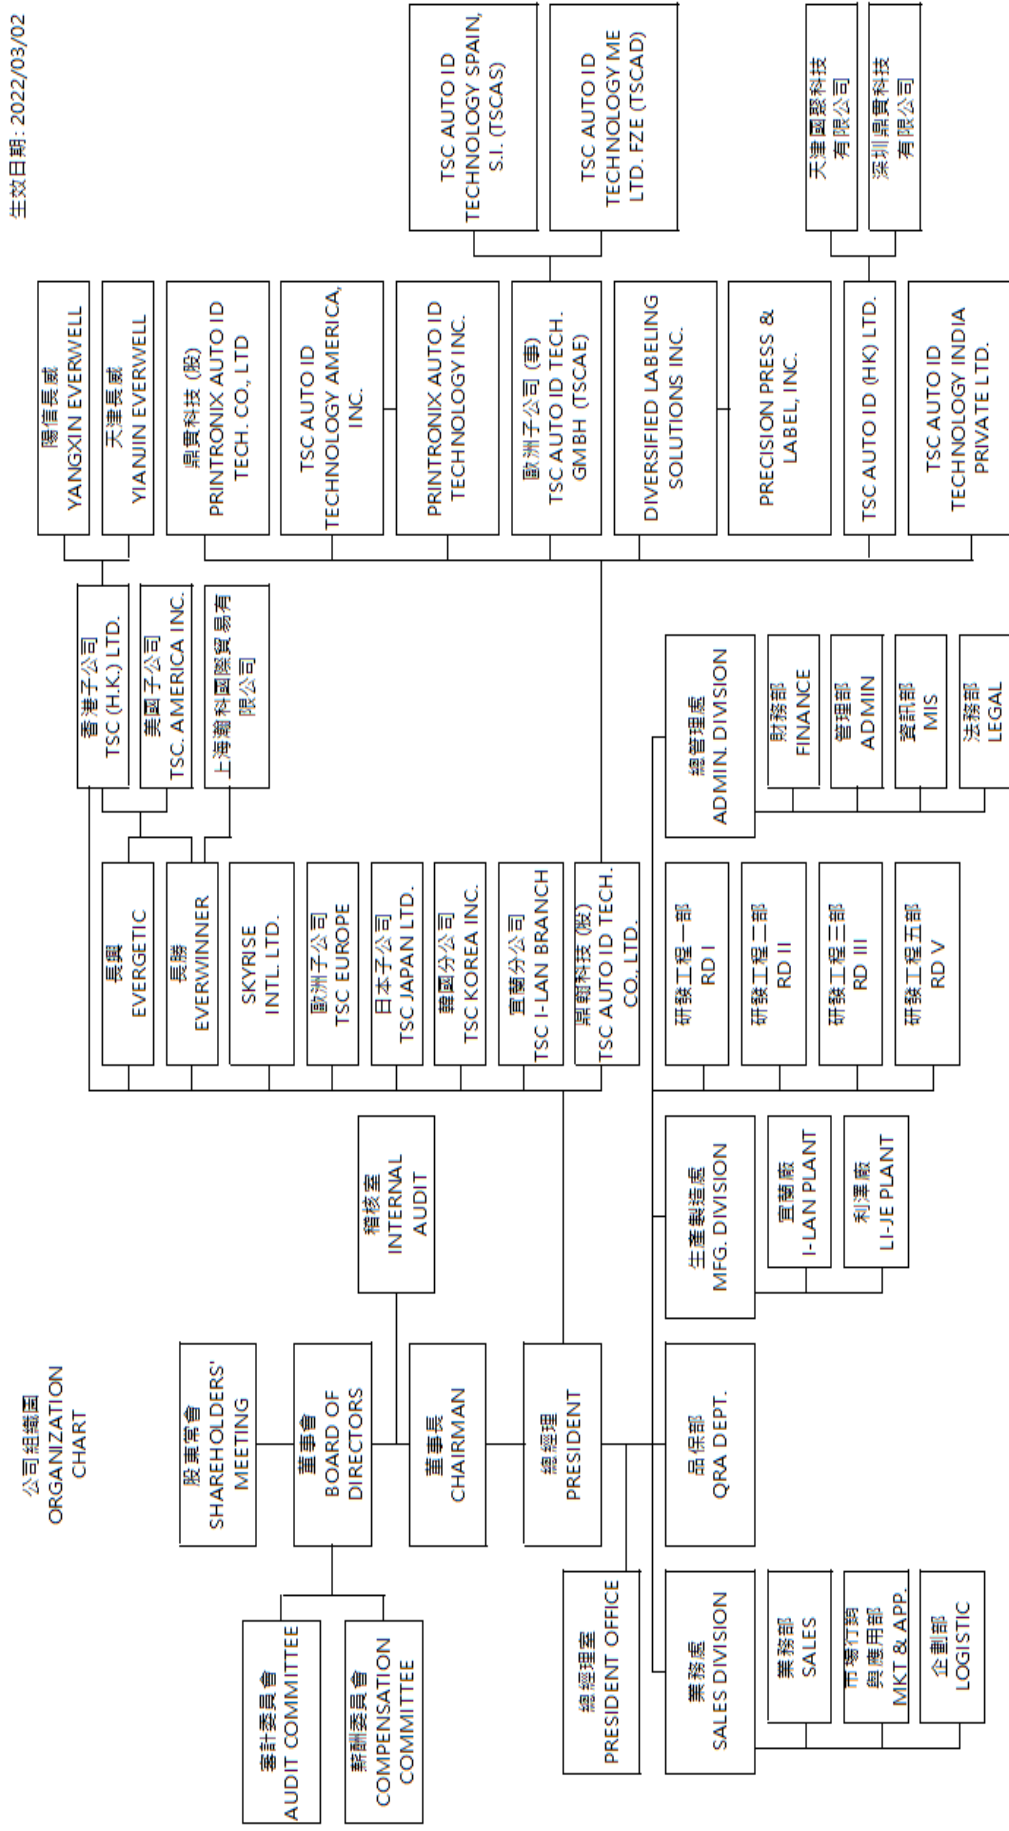 公司組織圖
ORGANIZATION
CHART
生效日期: 2022/03/02
股東常會
SHAREHOLDERS'
MEETING
審計委員會
AUDIT COMMITTEE
薪酬委員會
COMPENSATION
COMMITTEE
董事會
BOARD OF
DIRECTORS
稽核室
INTERNAL
AUDIT
董事長
CHAIRMAN
總經理
PRESIDENT
總經理室
PRESIDENT OFFICE
長興
EVERGETIC
長勝
EVERWINNER
SKYRISE
INTL. LTD.
歐洲子公司
TSC EUROPE
日本子公司
TSC JAPAN LTD.
韓國分公司
TSC KOREA INC.
宜蘭分公司
TSC I-LAN BRANCH
鼎翰科技 (股)
TSC AUTO ID TECH.
CO., LTD.
香港子公司
TSC (H.K.) LTD.
美國子公司
TSC. AMERICA INC.
上海瀚科國際貿易有
限公司
陽信長威
YANGXIN EVERWELL
天津長威
YIANJIN EVERWELL
鼎貫科技 (股)
PRINTRONIX AUTO ID
TECH. CO., LTD
TSC AUTO ID
TECHNOLOGY AMERICA,
INC.
PRINTRONIX AUTO ID
TECHNOLOGY INC.
歐洲子公司 (事)
TSC AUTO ID TECH.
GMBH (TSCAE)
DIVERSIFIED LABELING
SOLUTIONS INC.
PRECISION PRESS &
LABEL, INC.
TSC AUTO ID (HK) LTD.
TSC AUTO ID
TECHNOLOGY INDIA
PRIVATE LTD.
TSC AUTO ID
TECHNOLOGY SPAIN,
S.I. (TSCAS)
TSC AUTO ID
TECHNOLOGY ME
LTD. FZE (TSCAD)
天津國聚科技
有限公司
深圳鼎貫科技
有限公司
業務處
SALES DIVISION
業務部
SALES
市場行銷
與應用部
MKT & APP.
企劃部
LOGISTIC
品保部
QRA DEPT.
生產製造處
MFG. DIVISION
宜蘭廠
I-LAN PLANT
利澤廠
LI-JE PLANT
研發工程一部
RD I
研發工程二部
RD II
研發工程三部
RD III
研發工程五部
RD V
總管理處
ADMIN. DIVISION
財務部
FINANCE
管理部
ADMIN
資訊部
MIS
法務部
LEGAL